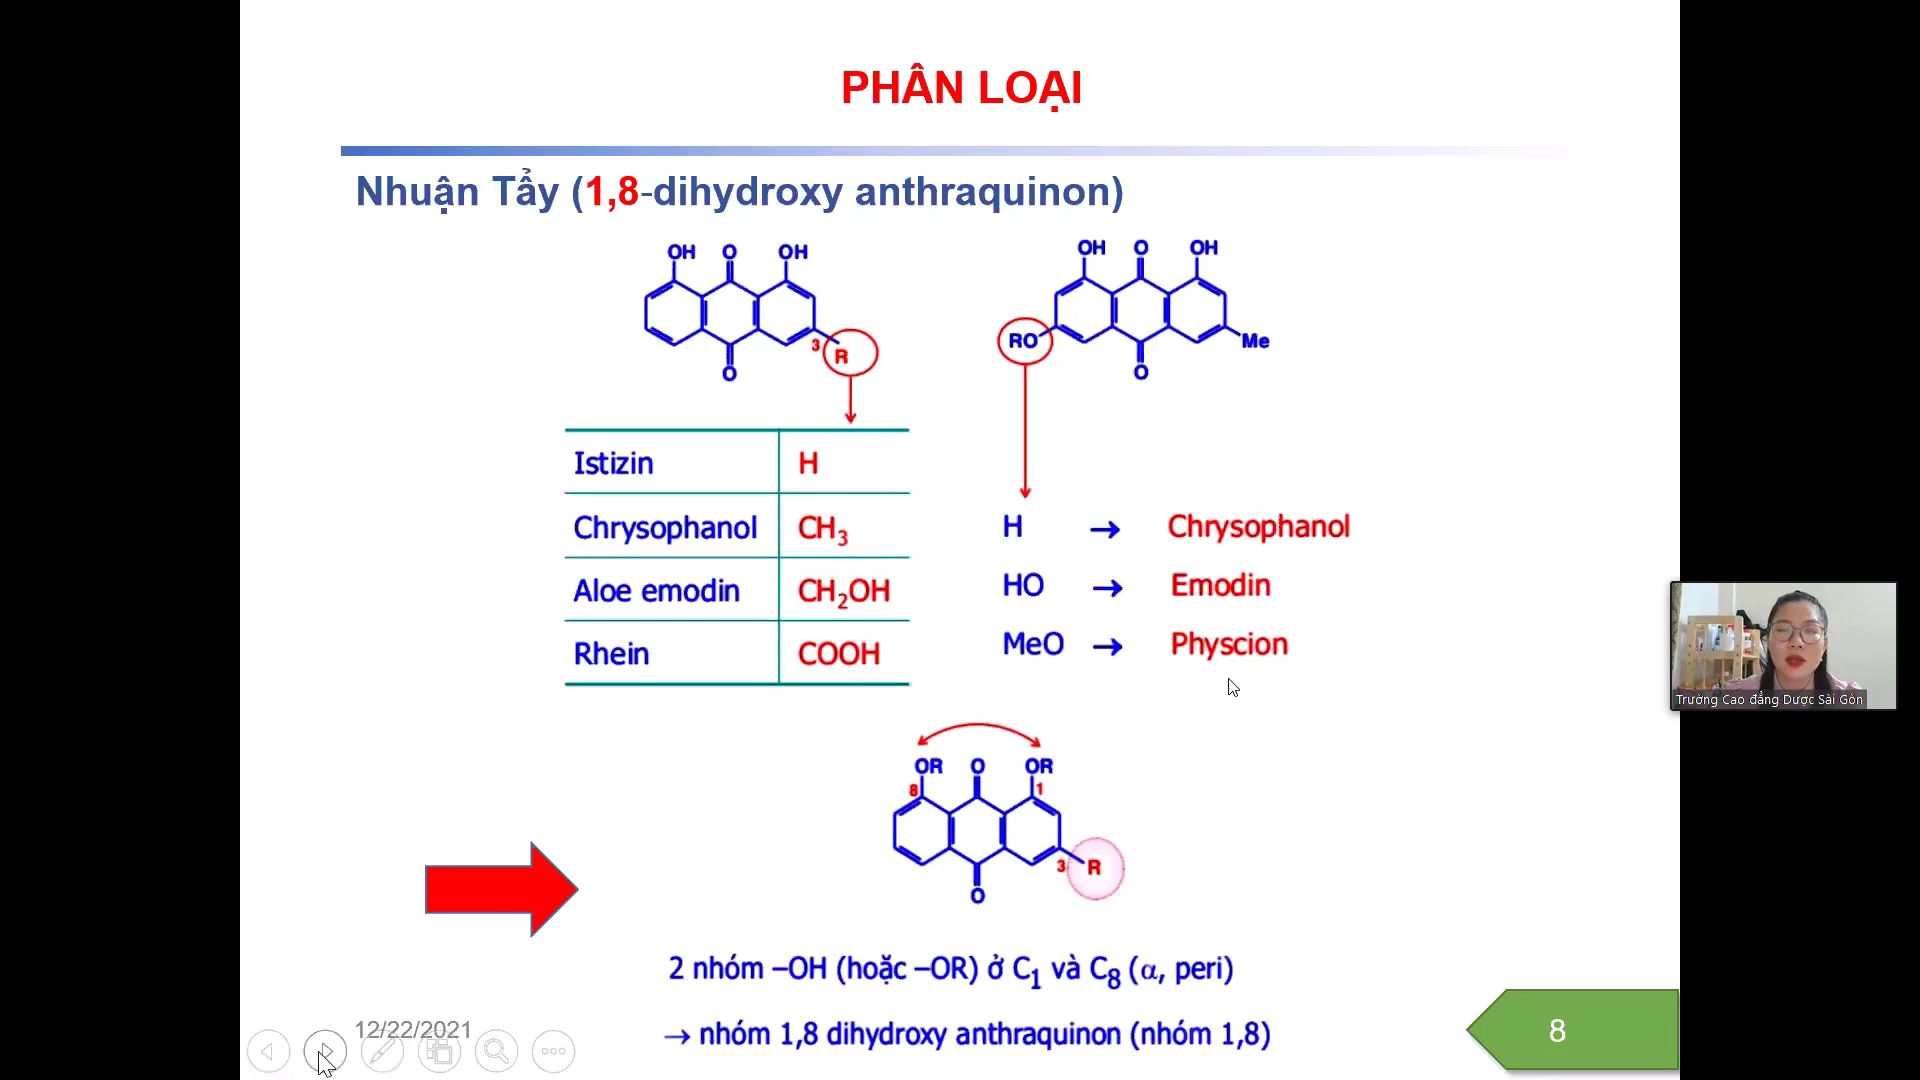 PHÂN LOẠI
Nhuận Tẩy (1,8-dihydroxy anthraquinon)
OH O OH
3 R
O
OH O OH
RO Me
O
Istizin H
Chrysophanol CH₃
Aloe emodin CH₂OH
Rhein COOH
H → Chrysophanol
HO → Emodin
MeO → Physcion
Trường Cao đẳng Dược Sài Gòn
OR O OR
8 1
3 R
O
2 nhóm –OH (hoặc –OR) ở C₁ và C₈ (α, peri)
→ nhóm 1,8 dihydroxy anthraquinon (nhóm 1,8)
12/22/2021
8